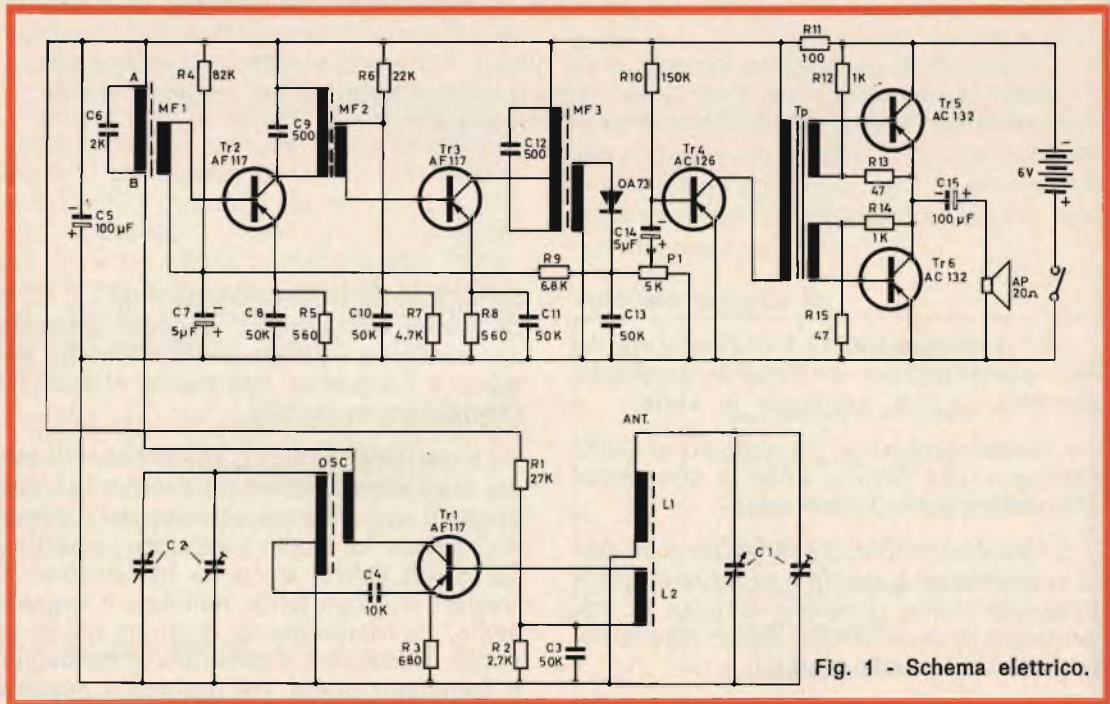 R11
100
R4
82K
R6
22K
R10
150K
R12
1K
Tr5
AC 132
A
MF1
C6
2K
B
C9
500
MF2
C12
500
MF3
Tp
Tr2
AF117
Tr3
AF117
OA73
Tr4
AC126
R13
47
R14
1K
C15
100 µF
6V
C5
100 µF
C14
5µF
P1
5K
R9
6,8K
Tr6
AC 132
AP
20Ω
C7
5µF
C8
50K
R5
560
C10
50K
R7
4,7K
R8
560
C11
50K
C13
50K
R15
47
ANT.
OSC
R1
27K
Tr1
AF117
L1
C2
C4
10K
C1
L2
R3
680
R2
2,7K
C3
50K
Fig. 1 - Schema elettrico.